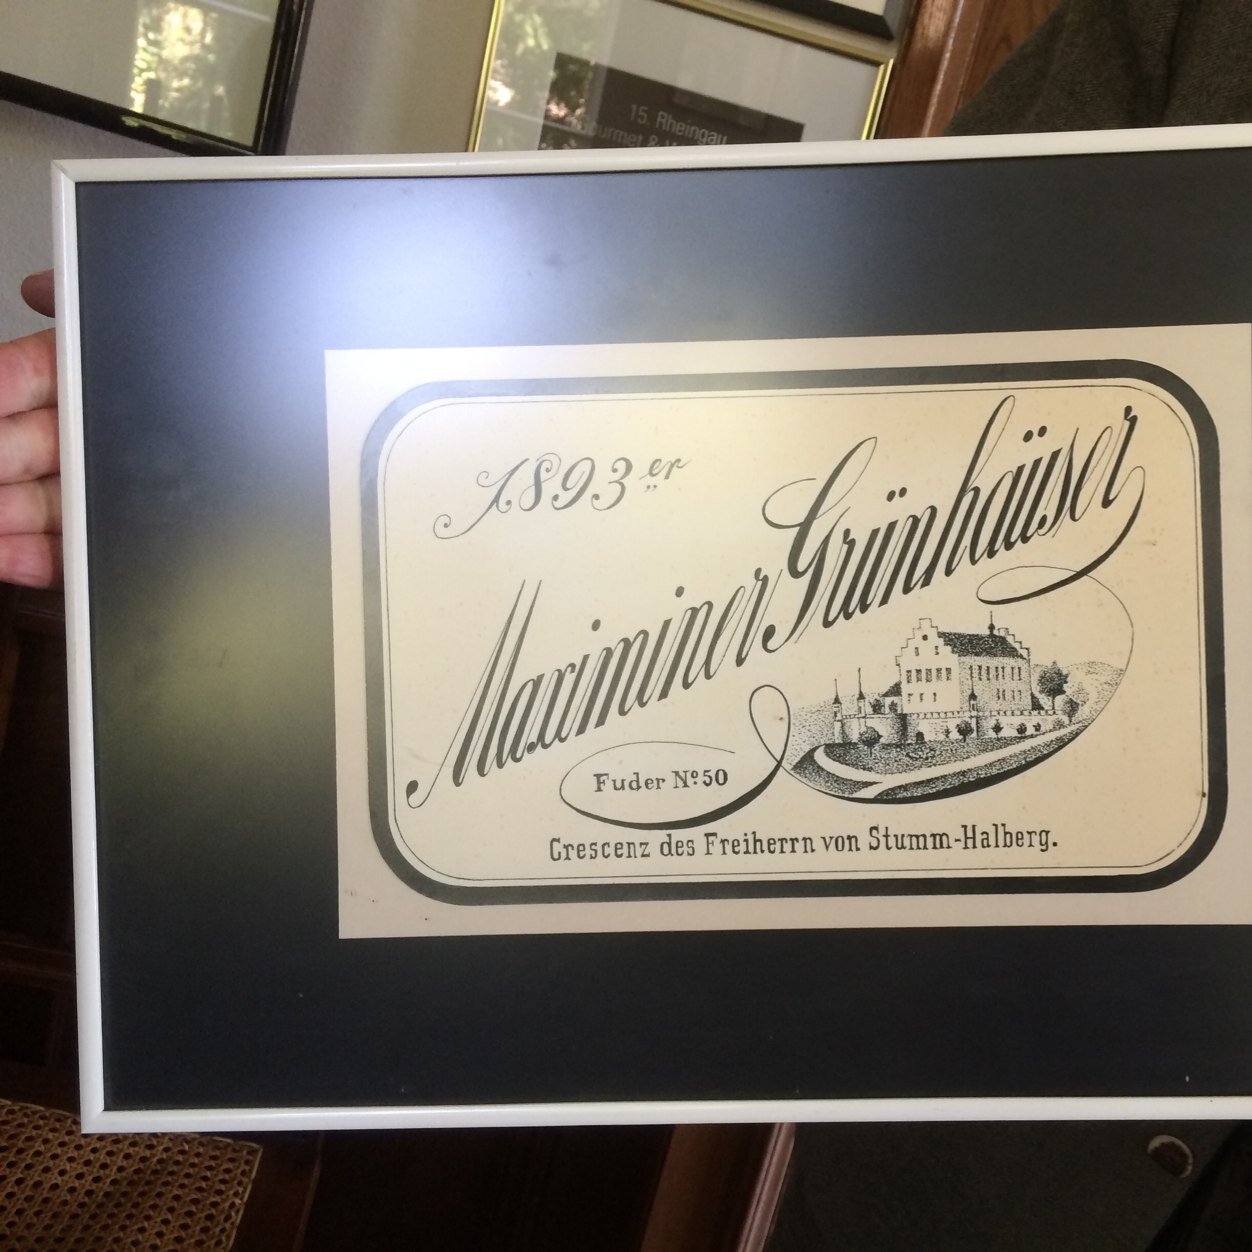 15. Rheingau
1893er
Maximiner Grünhäuser
Fuder No. 50
Crescenz des Freiherrn von Stumm-Halberg.